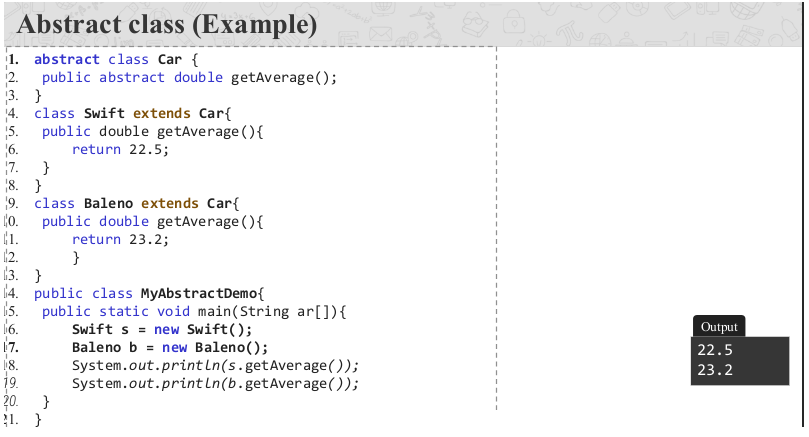 Abstract class (Example)
1. abstract class Car {
2. public abstract double getAverage();
3. }
4. class Swift extends Car{
5. public double getAverage(){
6. return 22.5;
7. }
8. }
9. class Baleno extends Car{
10. public double getAverage(){
11. return 23.2;
12. }
13. }
14. public class MyAbstractDemo{
15. public static void main(String ar[]){
16. Swift s = new Swift();
17. Baleno b = new Baleno();
18. System.out.println(s.getAverage());
19. System.out.println(b.getAverage());
20. }
21. }
Output
22.5
23.2